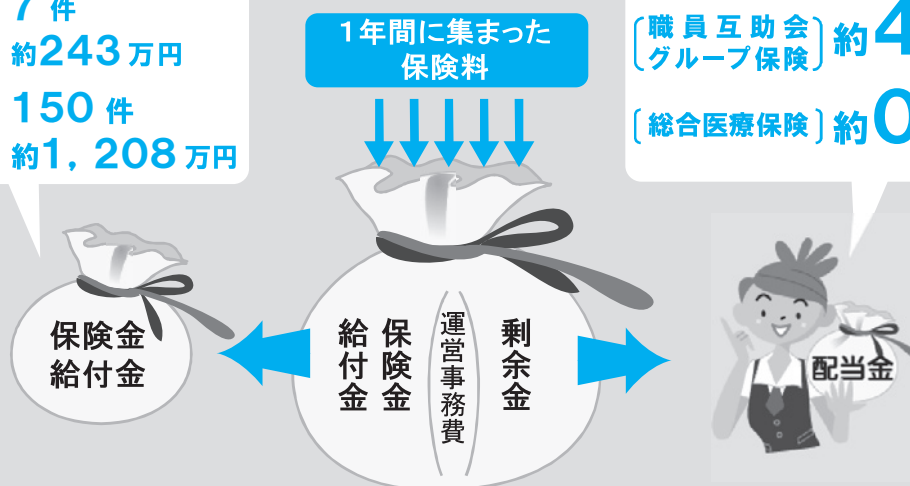 7 件
約243万円
150 件
約1,208万円
1年間に集まった
保険料
職員互助会
グループ保険
約4
〔総合医療保険〕約0
保険金
給付金
保険金
給付金
運営事務費
剰余金
配当金